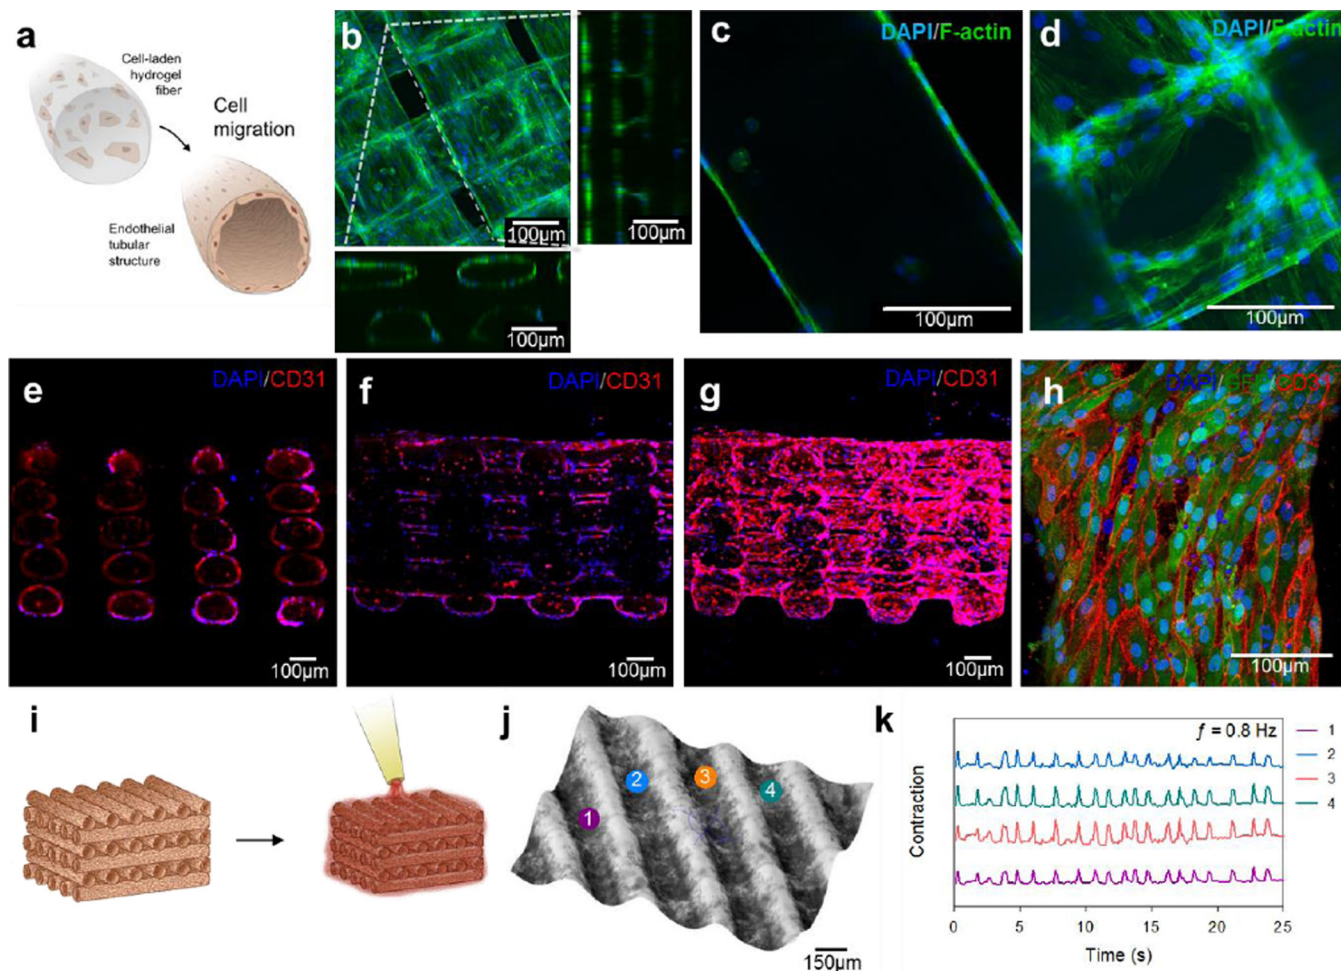 a
Cell-laden
hydrogel
fiber
Cell
migration
Endothelial
tubular
structure
b
100µm
100µm
100µm
c
DAPI/F-actin
100µm
d
DAPI/F-actin
100µm
e
DAPI/CD31
100µm
f
DAPI/CD31
100µm
g
DAPI/CD31
100µm
h
DAPI/GFP/CD31
100µm
i
j
1
2
3
4
150µm
k
ƒ = 0.8 Hz
1
2
3
4
Contraction
0 5 10 15 20 25
Time (s)